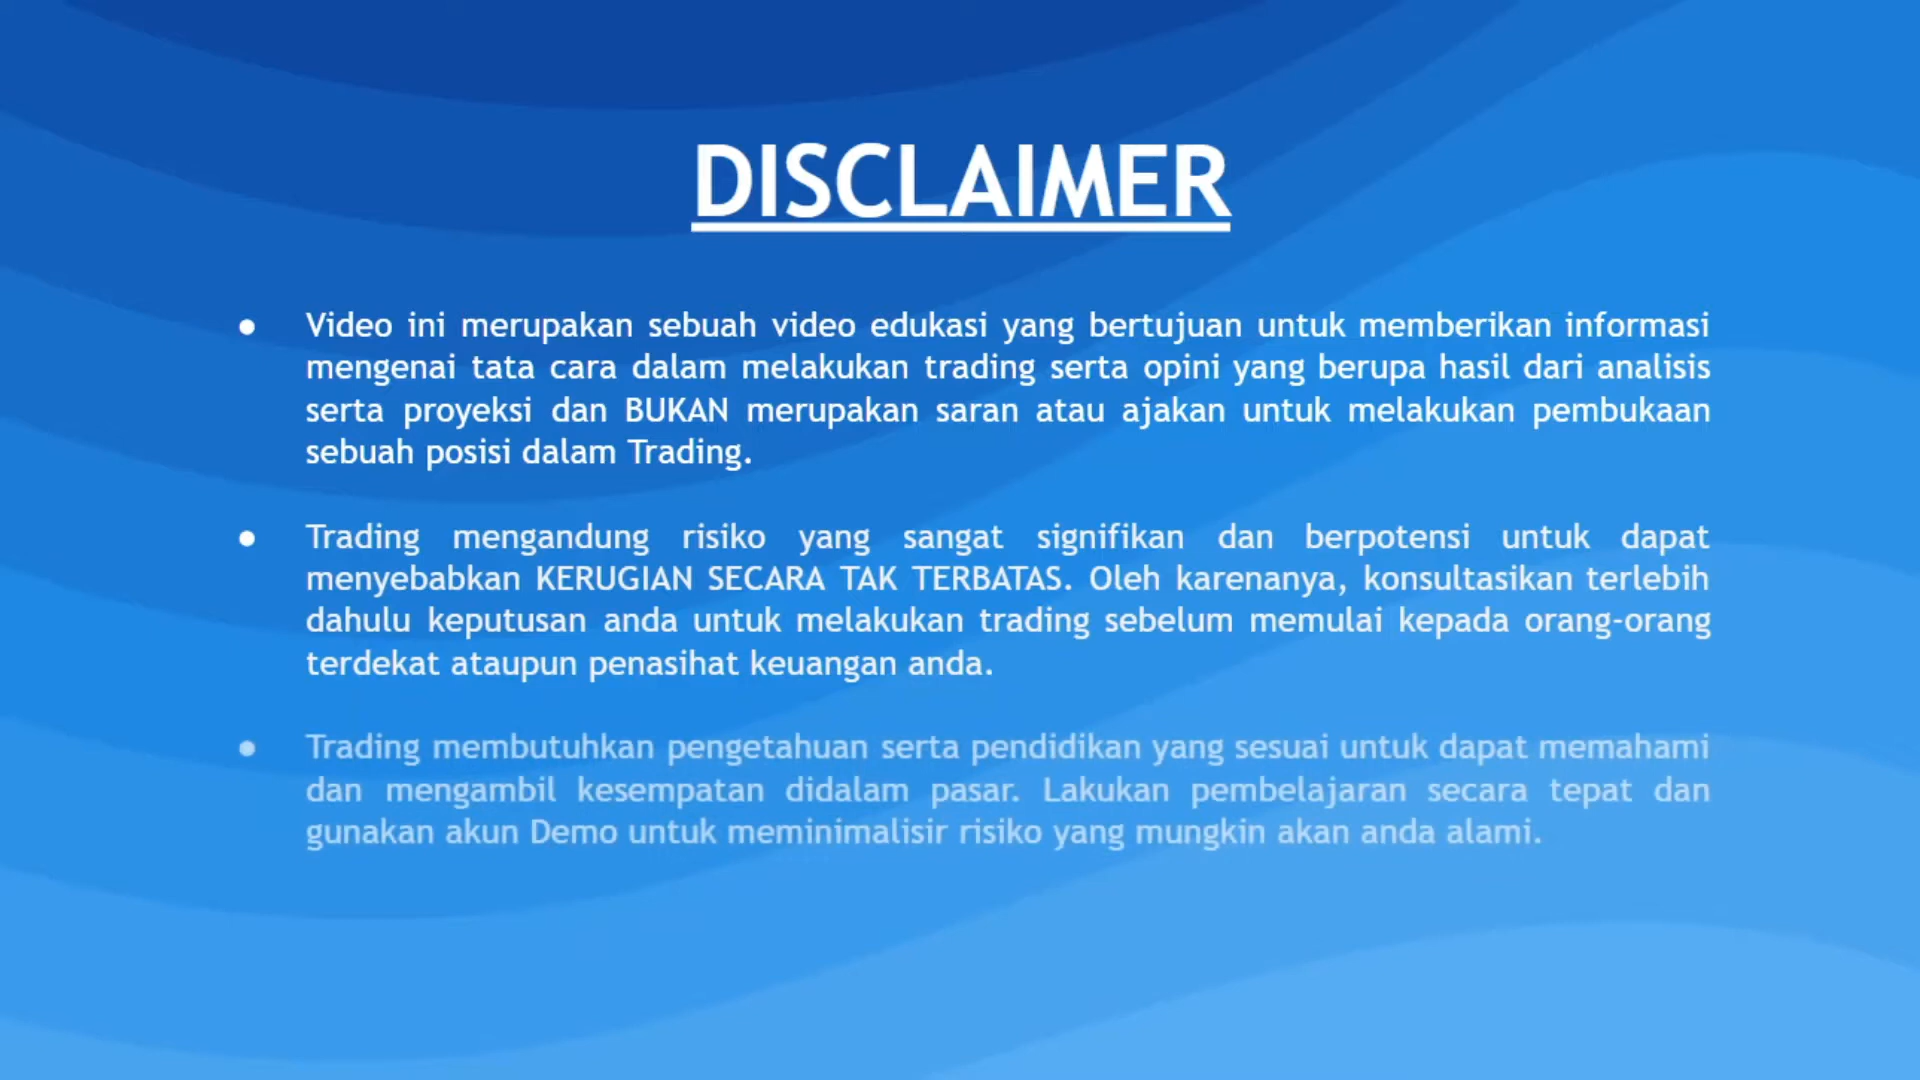 DISCLAIMER
● Video ini merupakan sebuah video edukasi yang bertujuan untuk memberikan informasi
mengenai tata cara dalam melakukan trading serta opini yang berupa hasil dari analisis
serta proyeksi dan BUKAN merupakan saran atau ajakan untuk melakukan pembukaan
sebuah posisi dalam Trading.
● Trading mengandung risiko yang sangat signifikan dan berpotensi untuk dapat
menyebabkan KERUGIAN SECARA TAK TERBATAS. Oleh karenanya, konsultasikan terlebih
dahulu keputusan anda untuk melakukan trading sebelum memulai kepada orang-orang
terdekat ataupun penasihat keuangan anda.
● Trading membutuhkan pengetahuan serta pendidikan yang sesuai untuk dapat memahami
dan mengambil kesempatan didalam pasar. Lakukan pembelajaran secara tepat dan
gunakan akun Demo untuk meminimalisir risiko yang mungkin akan anda alami.